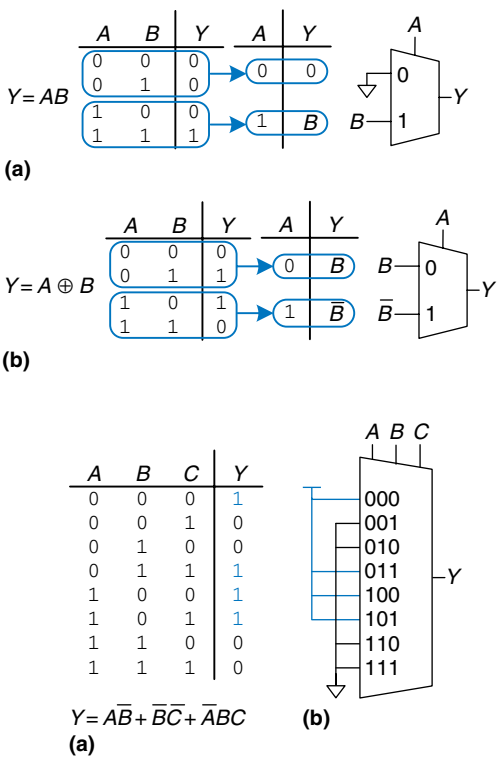 A B Y A Y A
0 0 0 0 0 0
0 1 0
Y = AB
1 0 0 1 B B 1 Y
1 1 1
(a)
A B Y A Y A
0 0 0 0 B B 0
0 1 1
Y = A ⊕ B Y
1 0 1 1 B̅ B̅ 1
1 1 0
(b)
A B C
A B C Y
0 0 0 1 000
0 0 1 0 001
0 1 0 0 010
0 1 1 1 011 Y
1 0 0 1 100
1 0 1 1 101
1 1 0 0 110
1 1 1 0 111
Y = AB̅ + B̅C̅ + A̅BC (b)
(a)